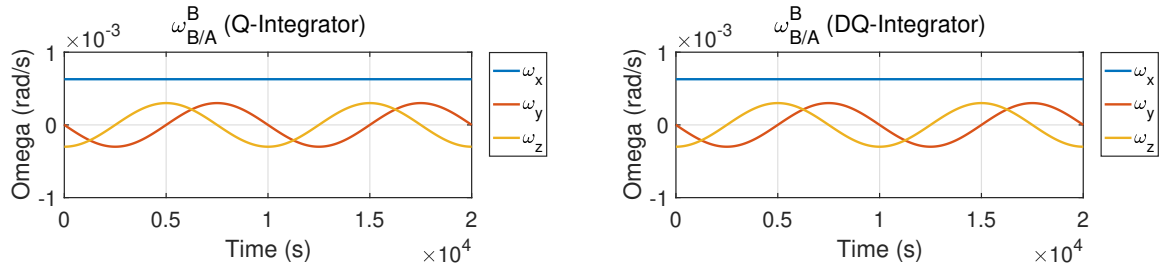 ω^B_{B/A} (Q-Integrator)
×10^-3
1
0
-1
Omega (rad/s)
0
0.5
1
1.5
2
Time (s)
×10^4
ω_x
ω_y
ω_z
ω^B_{B/A} (DQ-Integrator)
×10^-3
1
0
-1
Omega (rad/s)
0
0.5
1
1.5
2
Time (s)
×10^4
ω_x
ω_y
ω_z